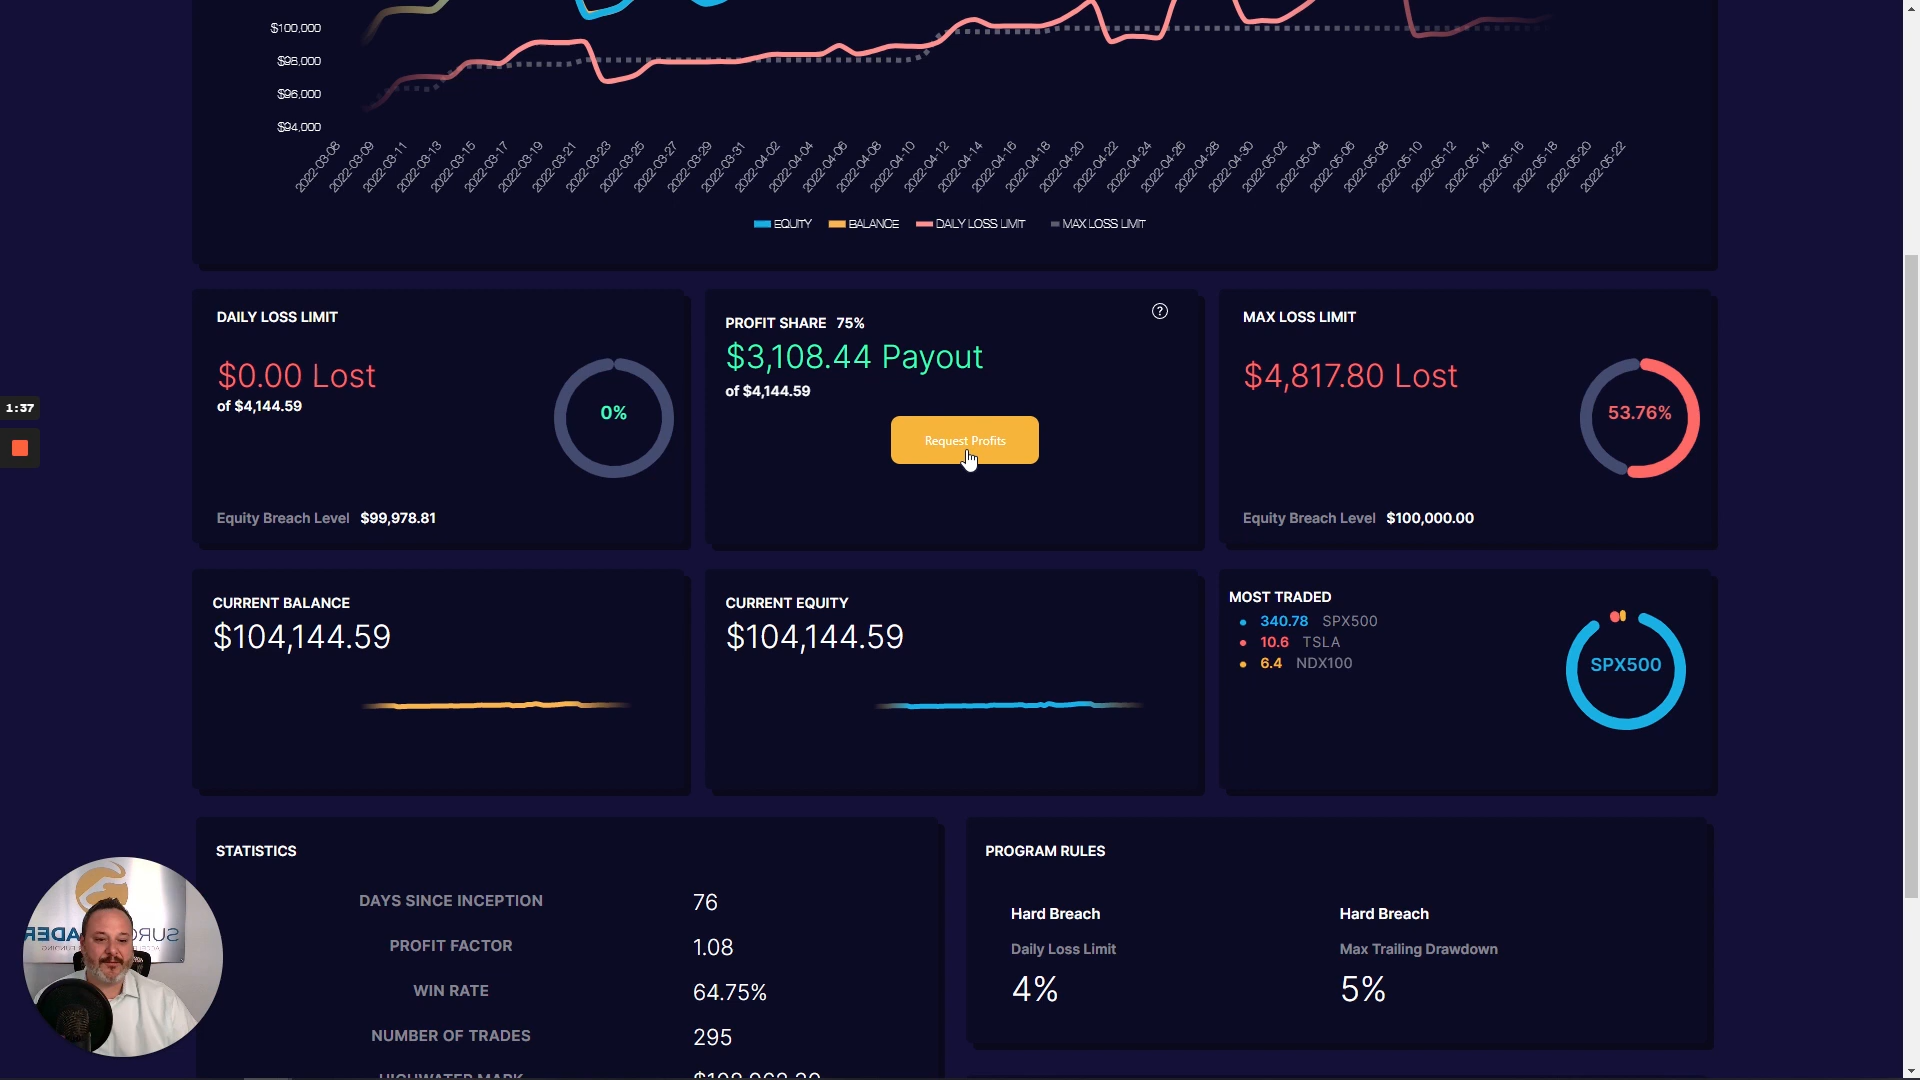 $100,000
$98,000
$96,000
$94,000
2022-03-08 2022-03-09 2022-03-11 2022-03-13 2022-03-15 2022-03-17 2022-03-19 2022-03-21 2022-03-23 2022-03-25 2022-03-27 2022-03-29 2022-03-31 2022-04-02 2022-04-04 2022-04-06 2022-04-08 2022-04-10 2022-04-12 2022-04-14 2022-04-16 2022-04-18 2022-04-20 2022-04-22 2022-04-24 2022-04-26 2022-04-28 2022-04-30 2022-05-02 2022-05-04 2022-05-06 2022-05-08 2022-05-10 2022-05-12 2022-05-14 2022-05-16 2022-05-18 2022-05-20 2022-05-22
EQUITY BALANCE DAILY LOSS LIMIT MAX LOSS LIMIT
DAILY LOSS LIMIT
$0.00 Lost
of $4,144.59
0%
Equity Breach Level $99,978.81
PROFIT SHARE 75%
?
$3,108.44 Payout
of $4,144.59
Request Profits
MAX LOSS LIMIT
$4,817.80 Lost
53.76%
Equity Breach Level $100,000.00
1:37
CURRENT BALANCE
$104,144.59
CURRENT EQUITY
$104,144.59
MOST TRADED
340.78 SPX500
10.6 TSLA
6.4 NDX100
SPX500
STATISTICS
DAYS SINCE INCEPTION 76
PROFIT FACTOR 1.08
WIN RATE 64.75%
NUMBER OF TRADES 295
PROGRAM RULES
Hard Breach
Daily Loss Limit
4%
Hard Breach
Max Trailing Drawdown
5%